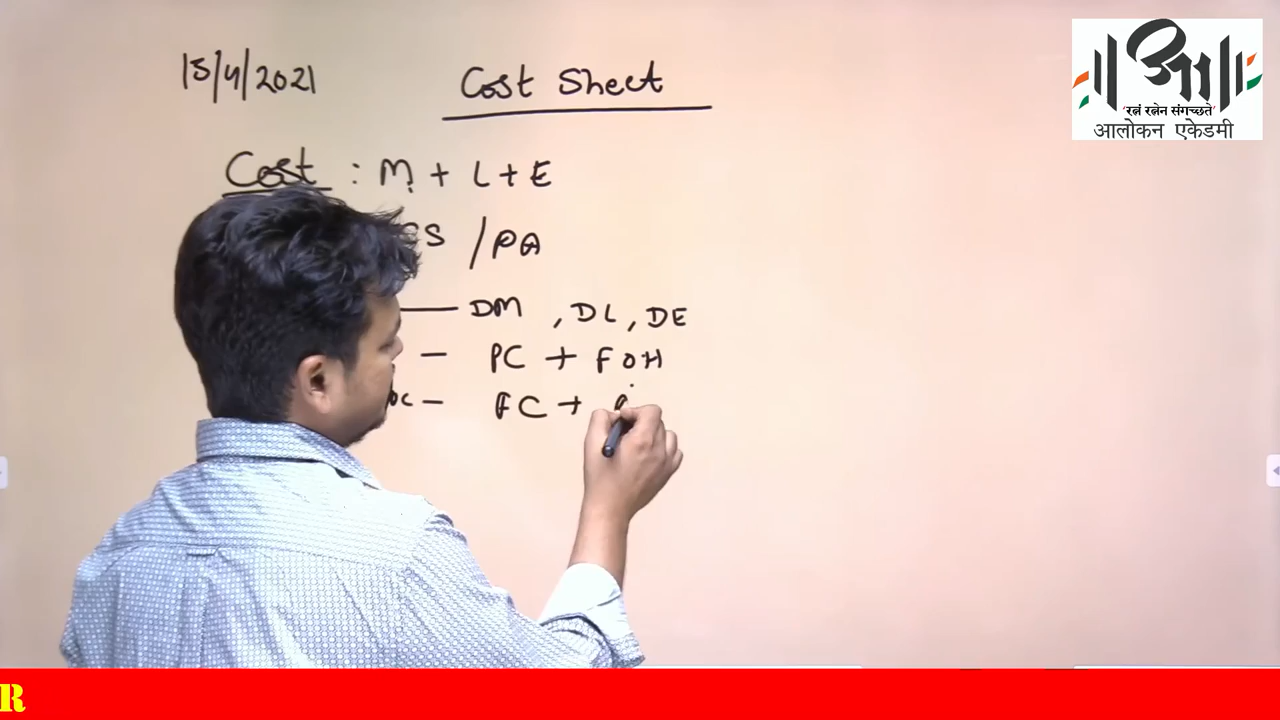 15/4/2021
Cost Sheet
Cost : M + L + E
/PA
DM , DL, DE
- PC + FOH
- FC +
'रत्नं रत्नेन संगच्छते'
आलोकन एकेडमी
R